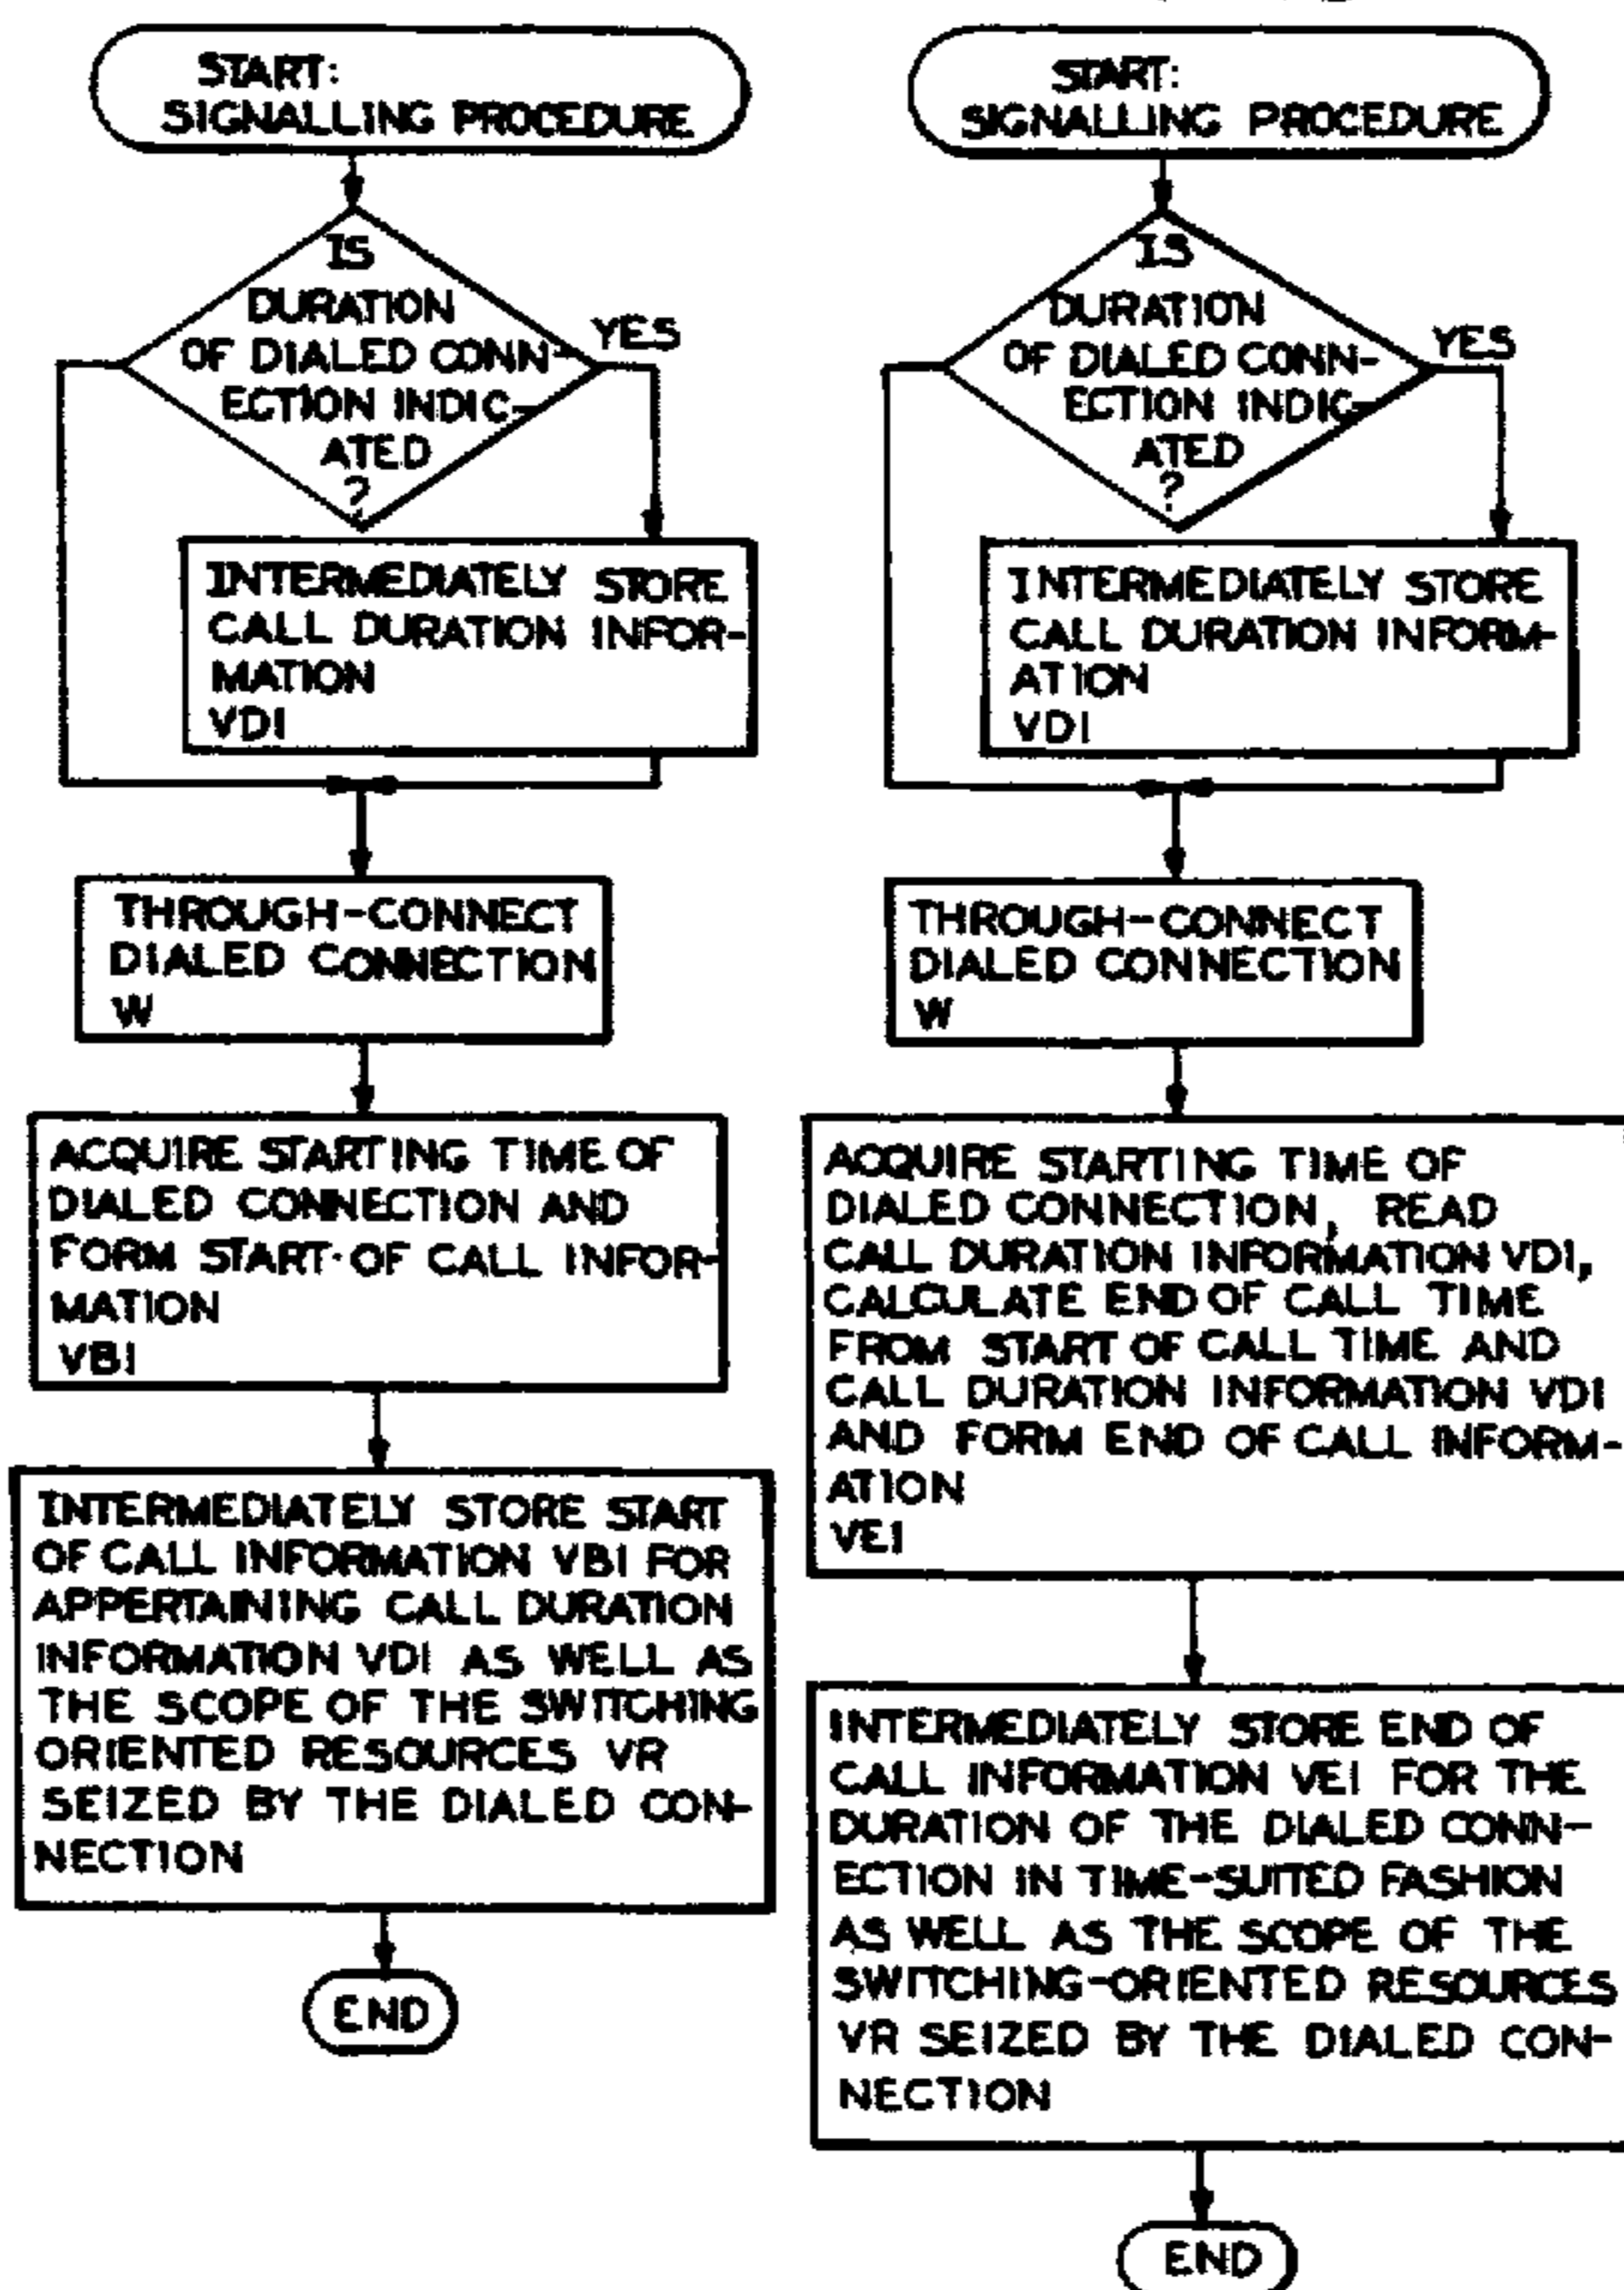 START:
SIGNALLING PROCEDURE
IS
DURATION
OF DIALED CONN-
ECTION INDIC-
ATED
?
YES
INTERMEDIATELY STORE
CALL DURATION INFOR-
MATION
VDI
THROUGH-CONNECT
DIALED CONNECTION
W
ACQUIRE STARTING TIME OF
DIALED CONNECTION AND
FORM START-OF CALL INFOR-
MATION
VBI
INTERMEDIATELY STORE START
OF CALL INFORMATION VBI FOR
APPERTAINING CALL DURATION
INFORMATION VDI AS WELL AS
THE SCOPE OF THE SWITCHING
ORIENTED RESOURCES VR
SEIZED BY THE DIALED CON-
NECTION
END
START:
SIGNALLING PROCEDURE
IS
DURATION
OF DIALED CONN-
ECTION INDIC-
ATED
?
YES
INTERMEDIATELY STORE
CALL DURATION INFORM-
ATION
VDI
THROUGH-CONNECT
DIALED CONNECTION
W
ACQUIRE STARTING TIME OF
DIALED CONNECTION, READ
CALL DURATION INFORMATION VDI,
CALCULATE END OF CALL TIME
FROM START OF CALL TIME AND
CALL DURATION INFORMATION VDI
AND FORM END OF CALL INFORM-
ATION
VEI
INTERMEDIATELY STORE END OF
CALL INFORMATION VEI FOR THE
DURATION OF THE DIALED CONN-
ECTION IN TIME-SUITED FASHION
AS WELL AS THE SCOPE OF THE
SWITCHING-ORIENTED RESOURCES
VR SEIZED BY THE DIALED CON-
NECTION
END